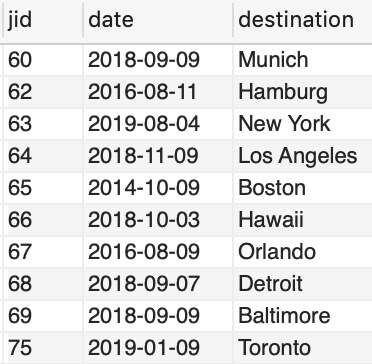 jid date destination
60 2018-09-09 Munich
62 2016-08-11 Hamburg
63 2019-08-04 New York
64 2018-11-09 Los Angeles
65 2014-10-09 Boston
66 2018-10-03 Hawaii
67 2016-08-09 Orlando
68 2018-09-07 Detroit
69 2018-09-09 Baltimore
75 2019-01-09 Toronto